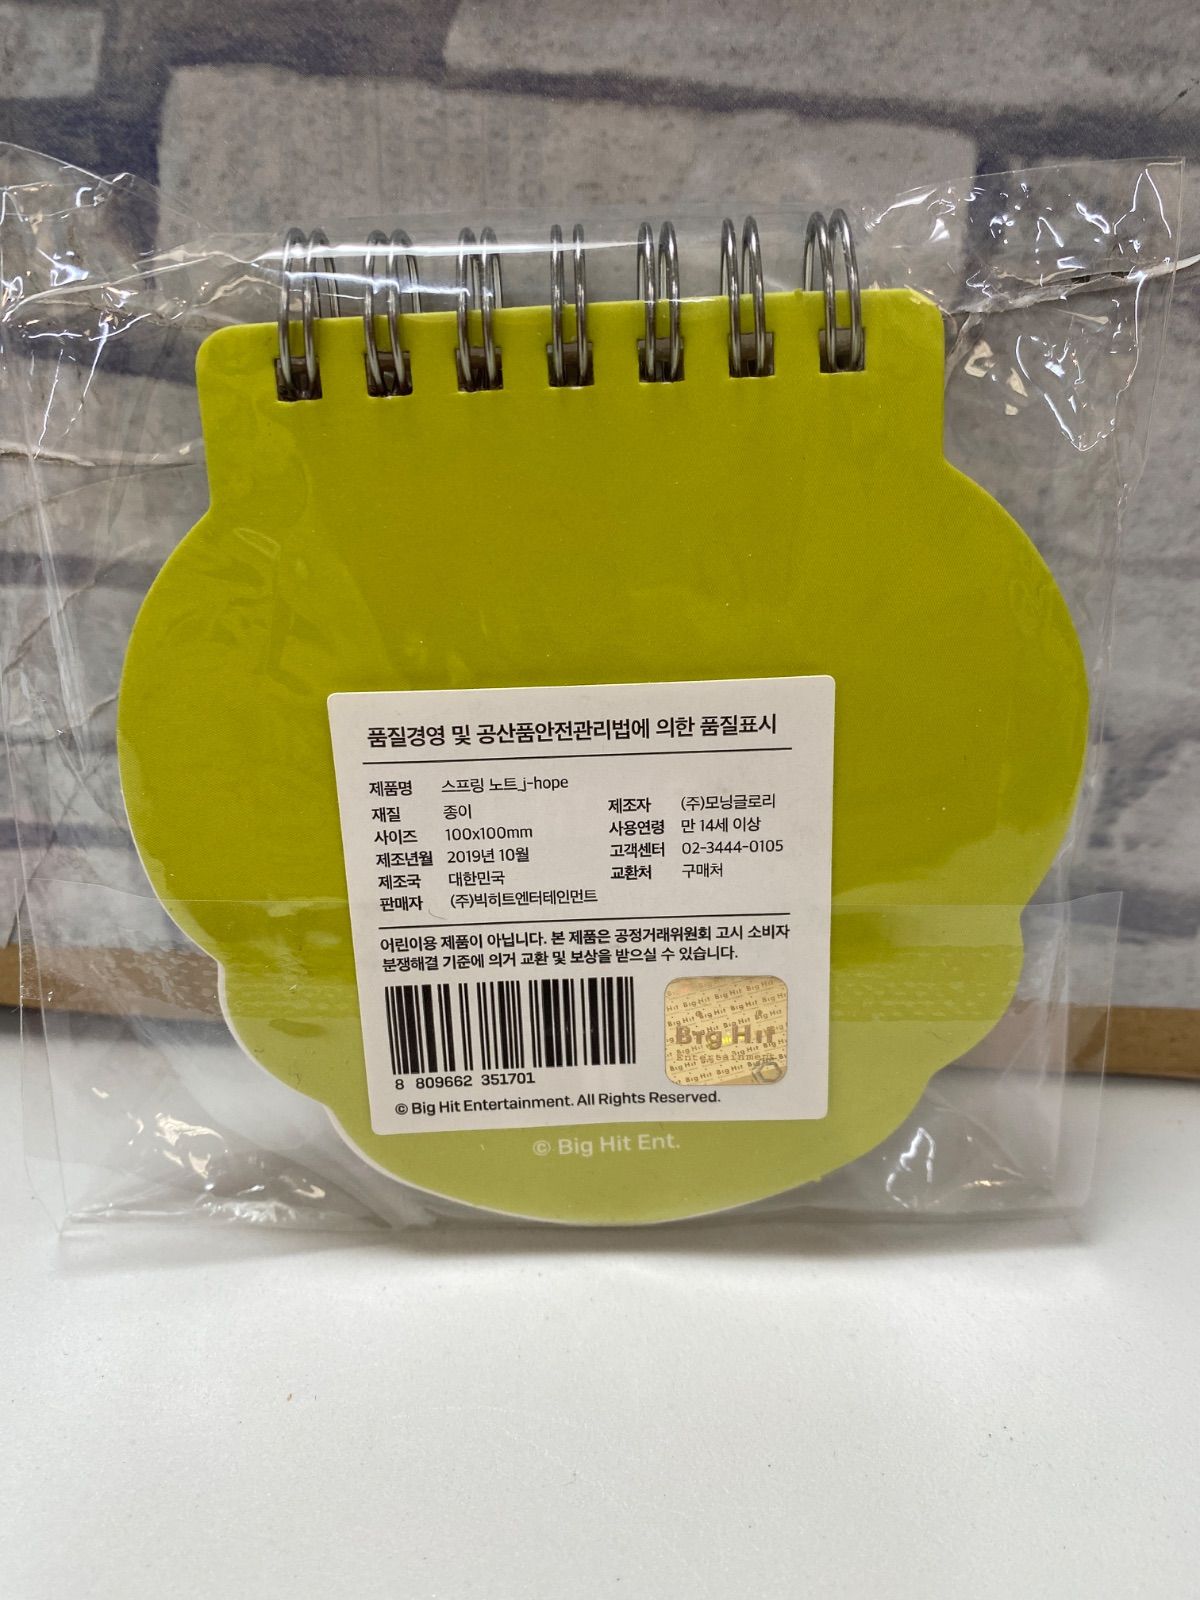 품질경영 및 공산품안전관리법에 의한 품질표시
제품명 스프링 노트_j-hope
재질 종이
사이즈 100x100mm
제조년월 2019년 10월
제조국 대한민국
판매자 (주)빅히트엔터테인먼트
제조자 (주)모닝글로리
사용연령 만 14세 이상
고객센터 02-3444-0105
교환처 구매처
어린이용 제품이 아닙니다. 본 제품은 공정거래위원회 고시 소비자
분쟁해결 기준에 의거 교환 및 보상을 받으실 수 있습니다.
Big Hit
Entertainment
8 809662 351701
© Big Hit Entertainment. All Rights Reserved.
© Big Hit Ent.